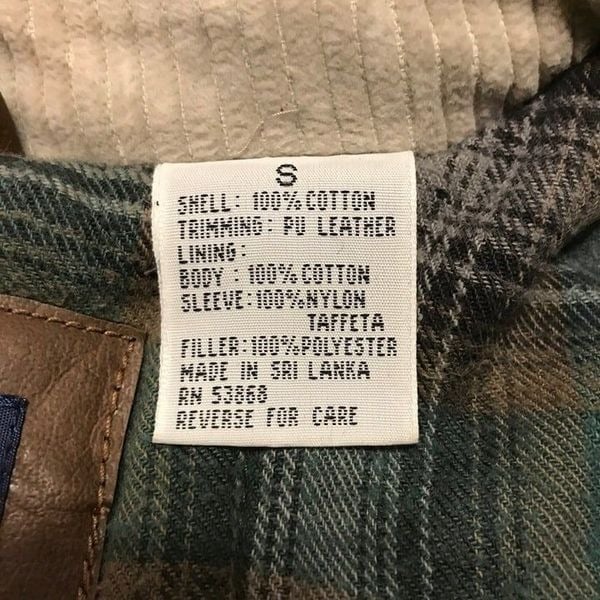 S
SHELL: 100% COTTON
TRIMMING: PU LEATHER
LINING:
BODY : 100% COTTON
SLEEVE: 100% NYLON
TAFFETA
FILLER: 100% POLYESTER
MADE IN SRI LANKA
RN 53868
REVERSE FOR CARE